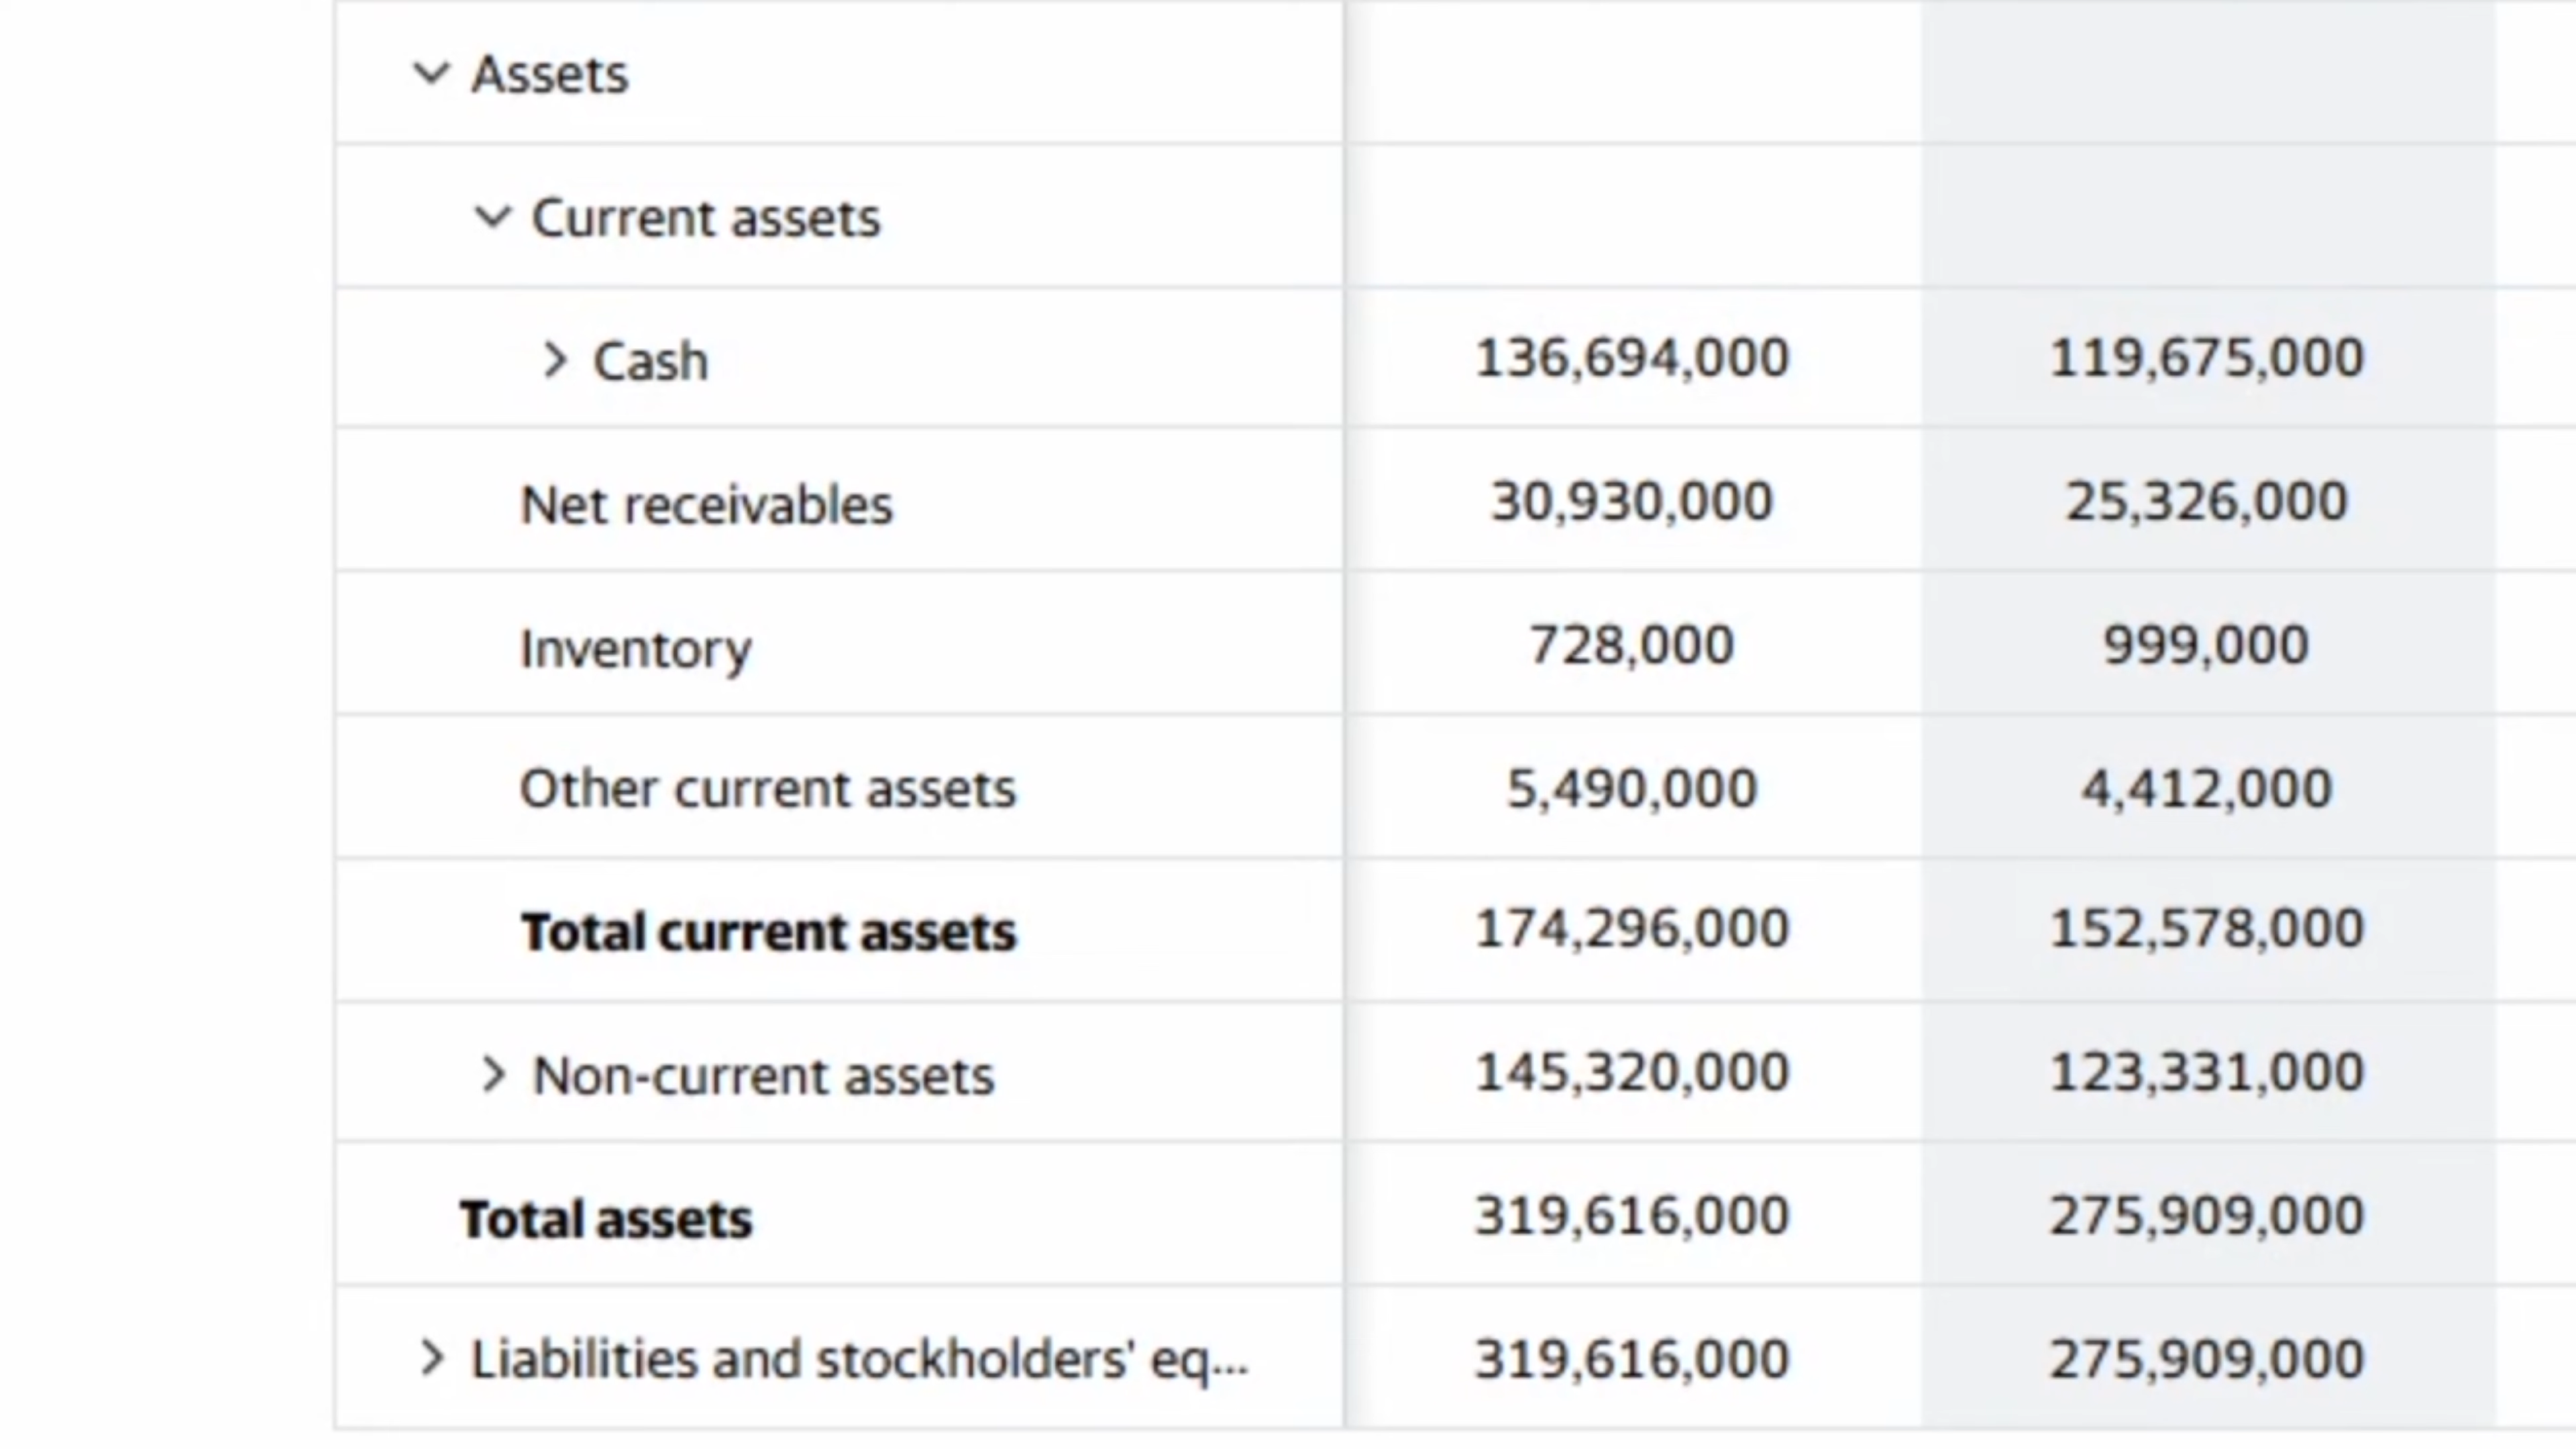 Assets
Current assets
Cash 136,694,000 119,675,000
Net receivables 30,930,000 25,326,000
Inventory 728,000 999,000
Other current assets 5,490,000 4,412,000
Total current assets 174,296,000 152,578,000
Non-current assets 145,320,000 123,331,000
Total assets 319,616,000 275,909,000
Liabilities and stockholders' eq... 319,616,000 275,909,000